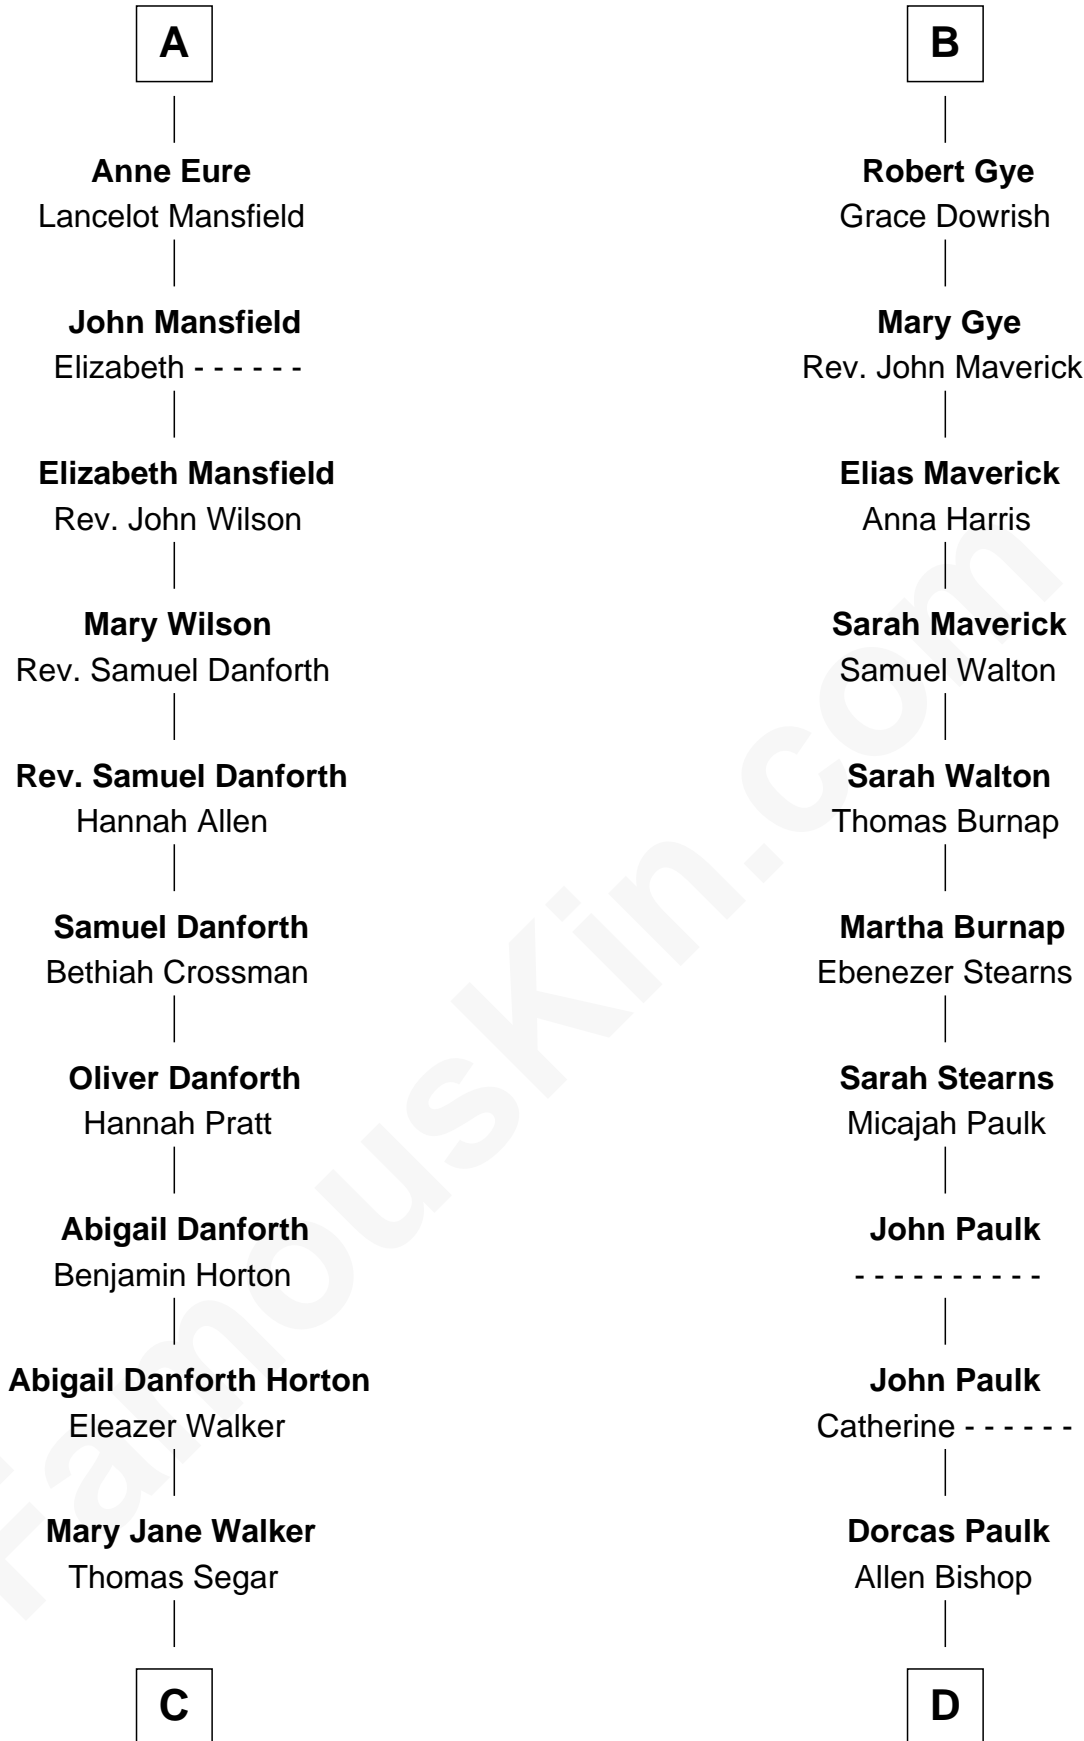 A
Anne Eure
Lancelot Mansfield
John Mansfield
Elizabeth - - - - - -
Elizabeth Mansfield
Rev. John Wilson
Mary Wilson
Rev. Samuel Danforth
Rev. Samuel Danforth
Hannah Allen
Samuel Danforth
Bethiah Crossman
Oliver Danforth
Hannah Pratt
Abigail Danforth
Benjamin Horton
Abigail Danforth Horton
Eleazer Walker
Mary Jane Walker
Thomas Segar
C
B
Robert Gye
Grace Dowrish
Mary Gye
Rev. John Maverick
Elias Maverick
Anna Harris
Sarah Maverick
Samuel Walton
Sarah Walton
Thomas Burnap
Martha Burnap
Ebenezer Stearns
Sarah Stearns
Micajah Paulk
John Paulk
- - - - - - - - - -
John Paulk
Catherine - - - - - -
Dorcas Paulk
Allen Bishop
D
FamousKin.com